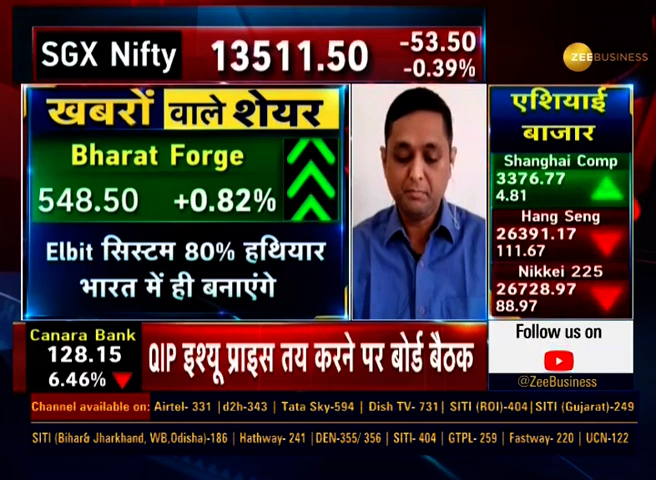 SGX Nifty 13511.50 -53.50
-0.39%
ZEEBUSINESS
खबरों वाले शेयर
Bharat Forge
548.50 +0.82%
Elbit सिस्टम 80% हथियार
भारत में ही बनाएंगे
एशियाई
बाजार
Shanghai Comp
3376.77
4.81
Hang Seng
26391.17
111.67
Nikkei 225
26728.97
88.97
Canara Bank
128.15
6.46%
QIP इश्यू प्राइस तय करने पर बोर्ड बैठक
Follow us on
@ZeeBusiness
Channel available on: Airtel- 331 | d2h-343 | Tata Sky-594 | Dish TV- 731| SITI (ROI)-404| SITI (Gujarat)-249
SITI (Bihar& Jharkhand, WB,Odisha)-186 | Hathway- 241 |DEN-355/ 356 | SITI- 404 | GTPL- 259 | Fastway- 220 | UCN-122